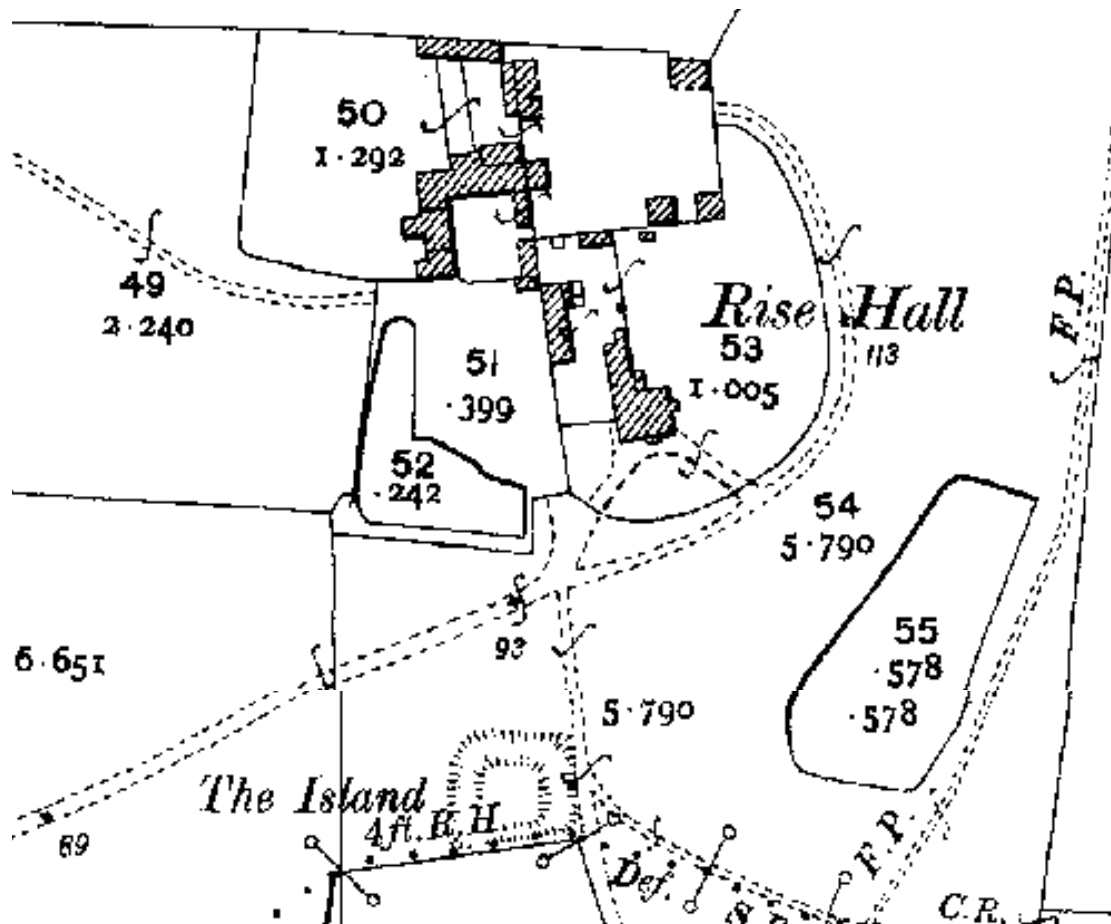 50
1·292
49
2·240
Rise Hall
53
1·005
113
F.P.
51
·399
52
·242
54
5·790
93
55
·578
·578
6·651
5·790
The Island
4ft. R.H
89
Def.
F.P.
C.R.